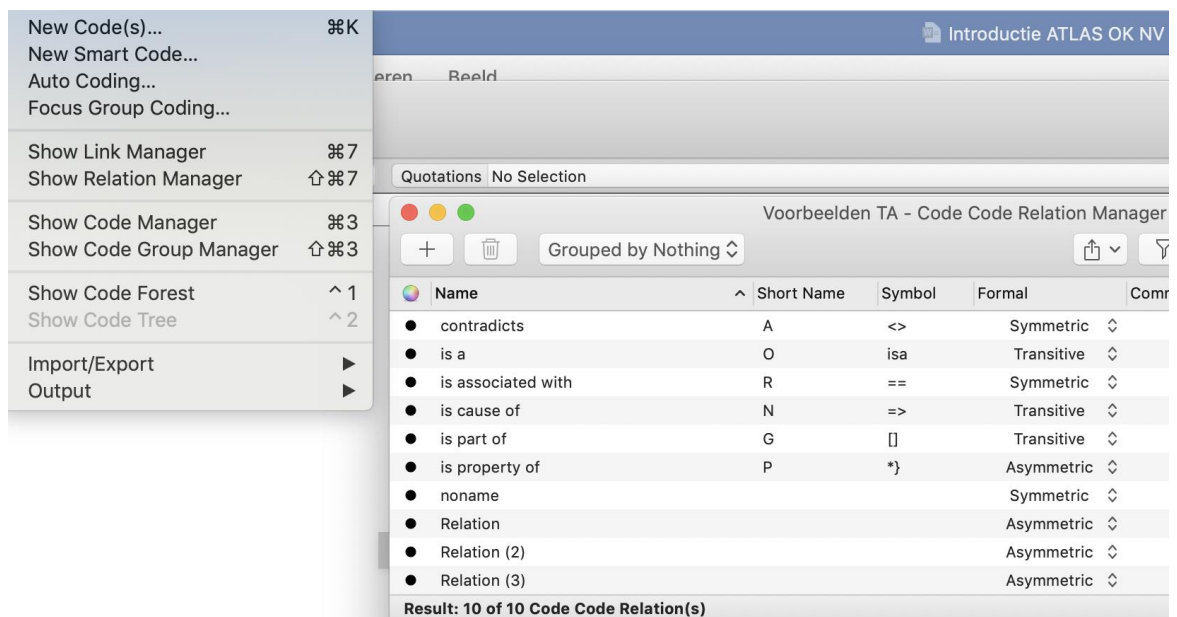 New Code(s)... ⌘K
New Smart Code...
Auto Coding...
Focus Group Coding...
Show Link Manager ⌘7
Show Relation Manager ⇧⌘7
Show Code Manager ⌘3
Show Code Group Manager ⇧⌘3
Show Code Forest ^1
Show Code Tree ^2
Import/Export ▶
Output ▶
Introductie ATLAS OK NV
eren Beeld
Quotations No Selection
Voorbeelden TA - Code Code Relation Manager
Grouped by Nothing
Name Short Name Symbol Formal Comm
contradicts A <> Symmetric
is a O isa Transitive
is associated with R == Symmetric
is cause of N => Transitive
is part of G [] Transitive
is property of P *} Asymmetric
noname Symmetric
Relation Asymmetric
Relation (2) Asymmetric
Relation (3) Asymmetric
Result: 10 of 10 Code Code Relation(s)